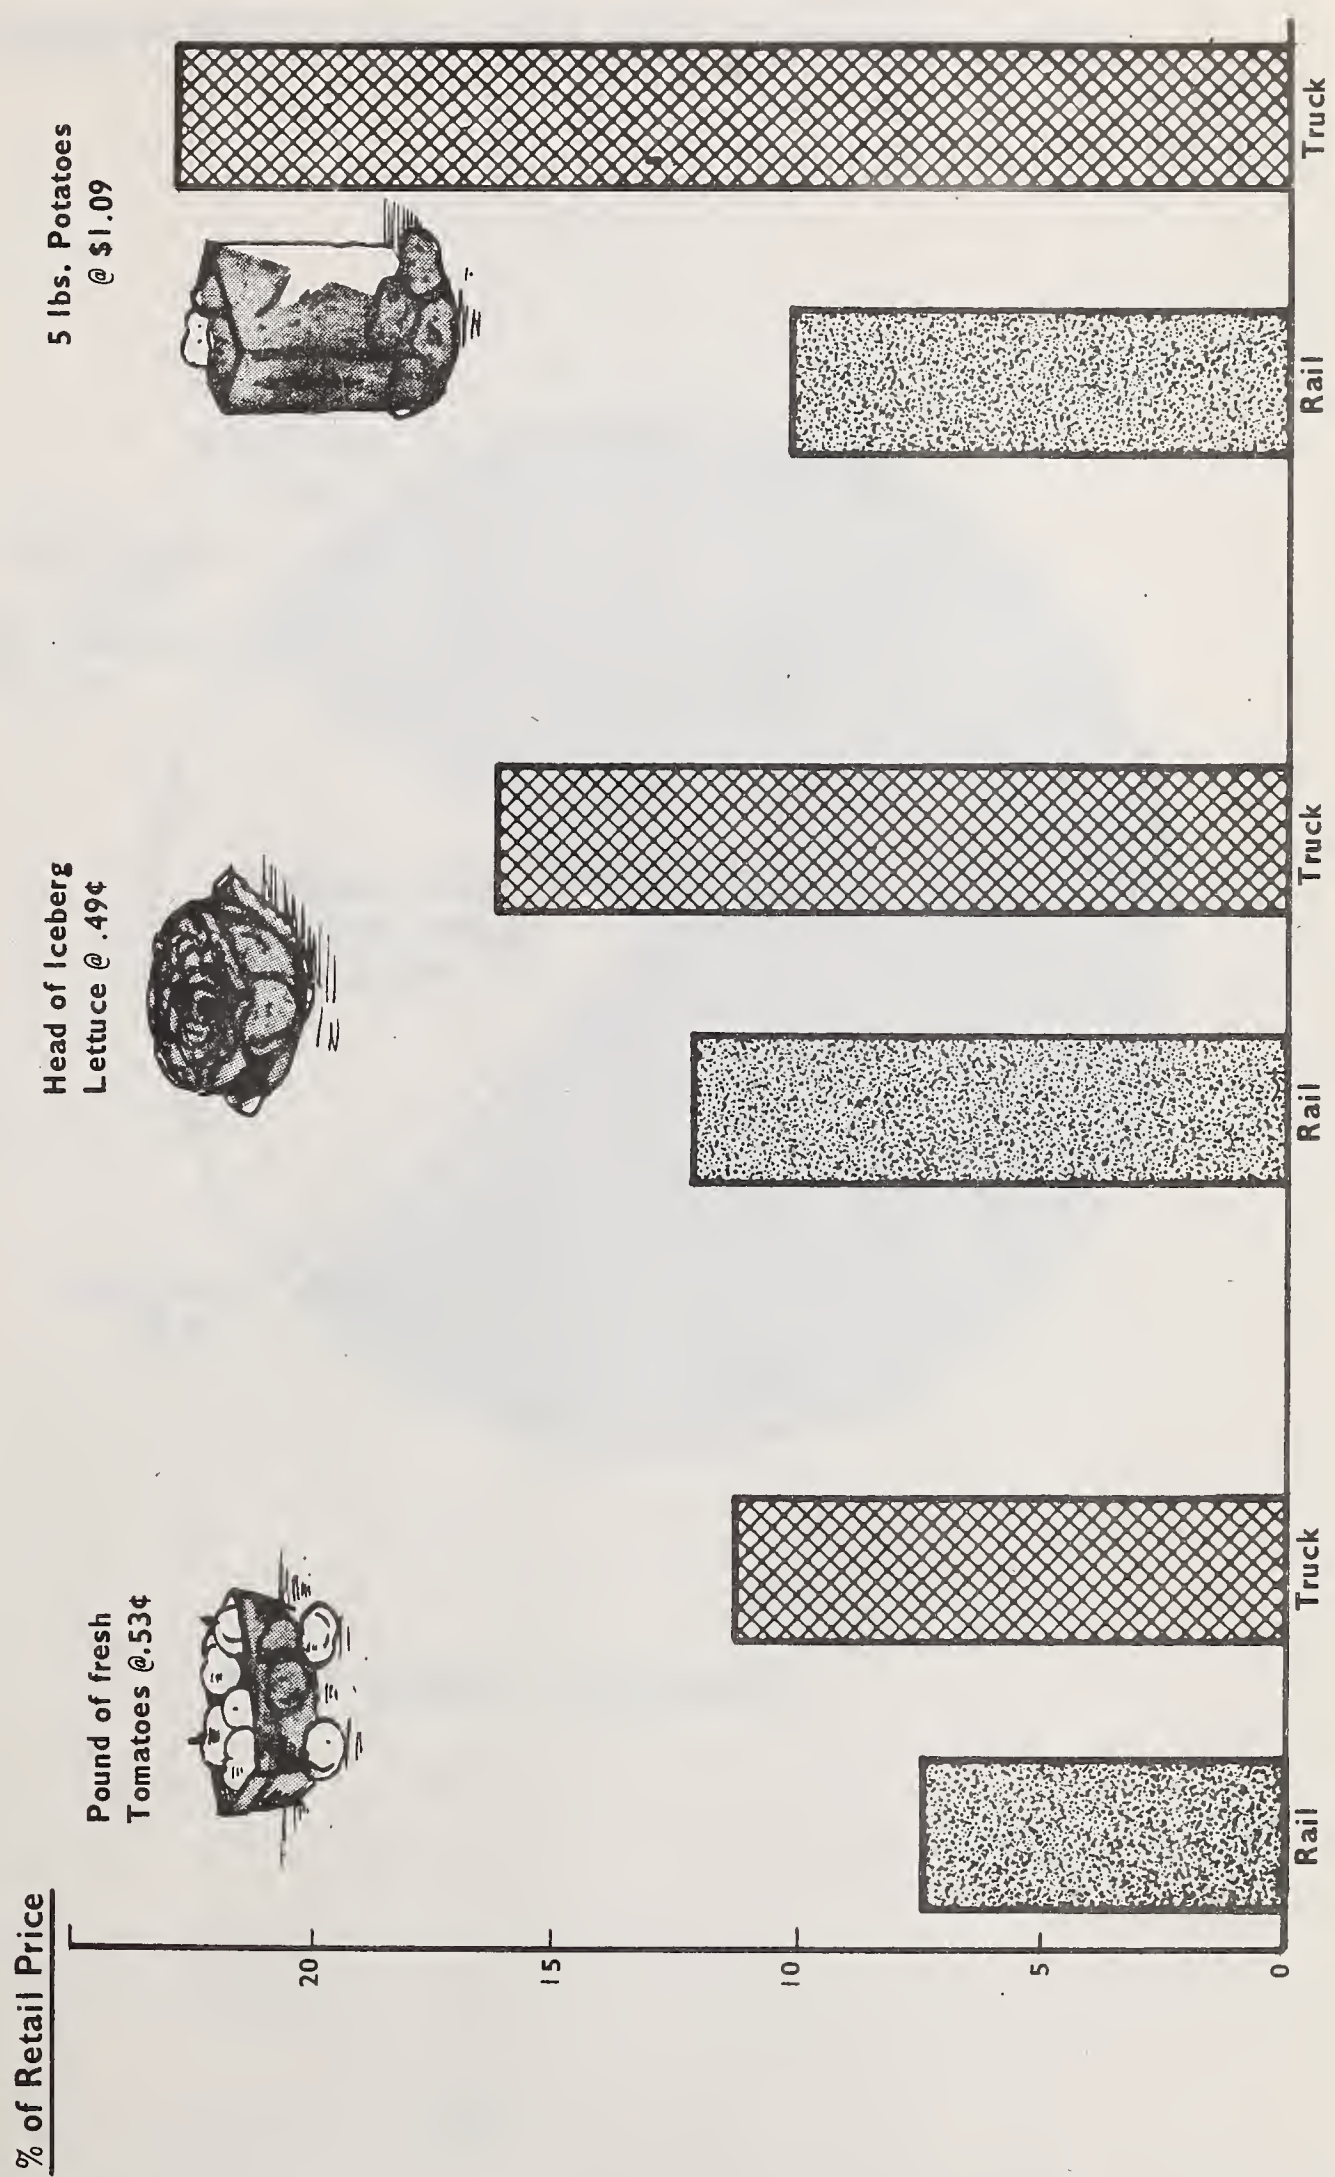 % of Retail Price
Pound of fresh
Tomatoes @.53¢
Head of Iceberg
Lettuce @ .49¢
5 lbs. Potatoes
@ $1.09
20
15
10
5
0
Rail
Truck
Rail
Truck
Rail
Truck